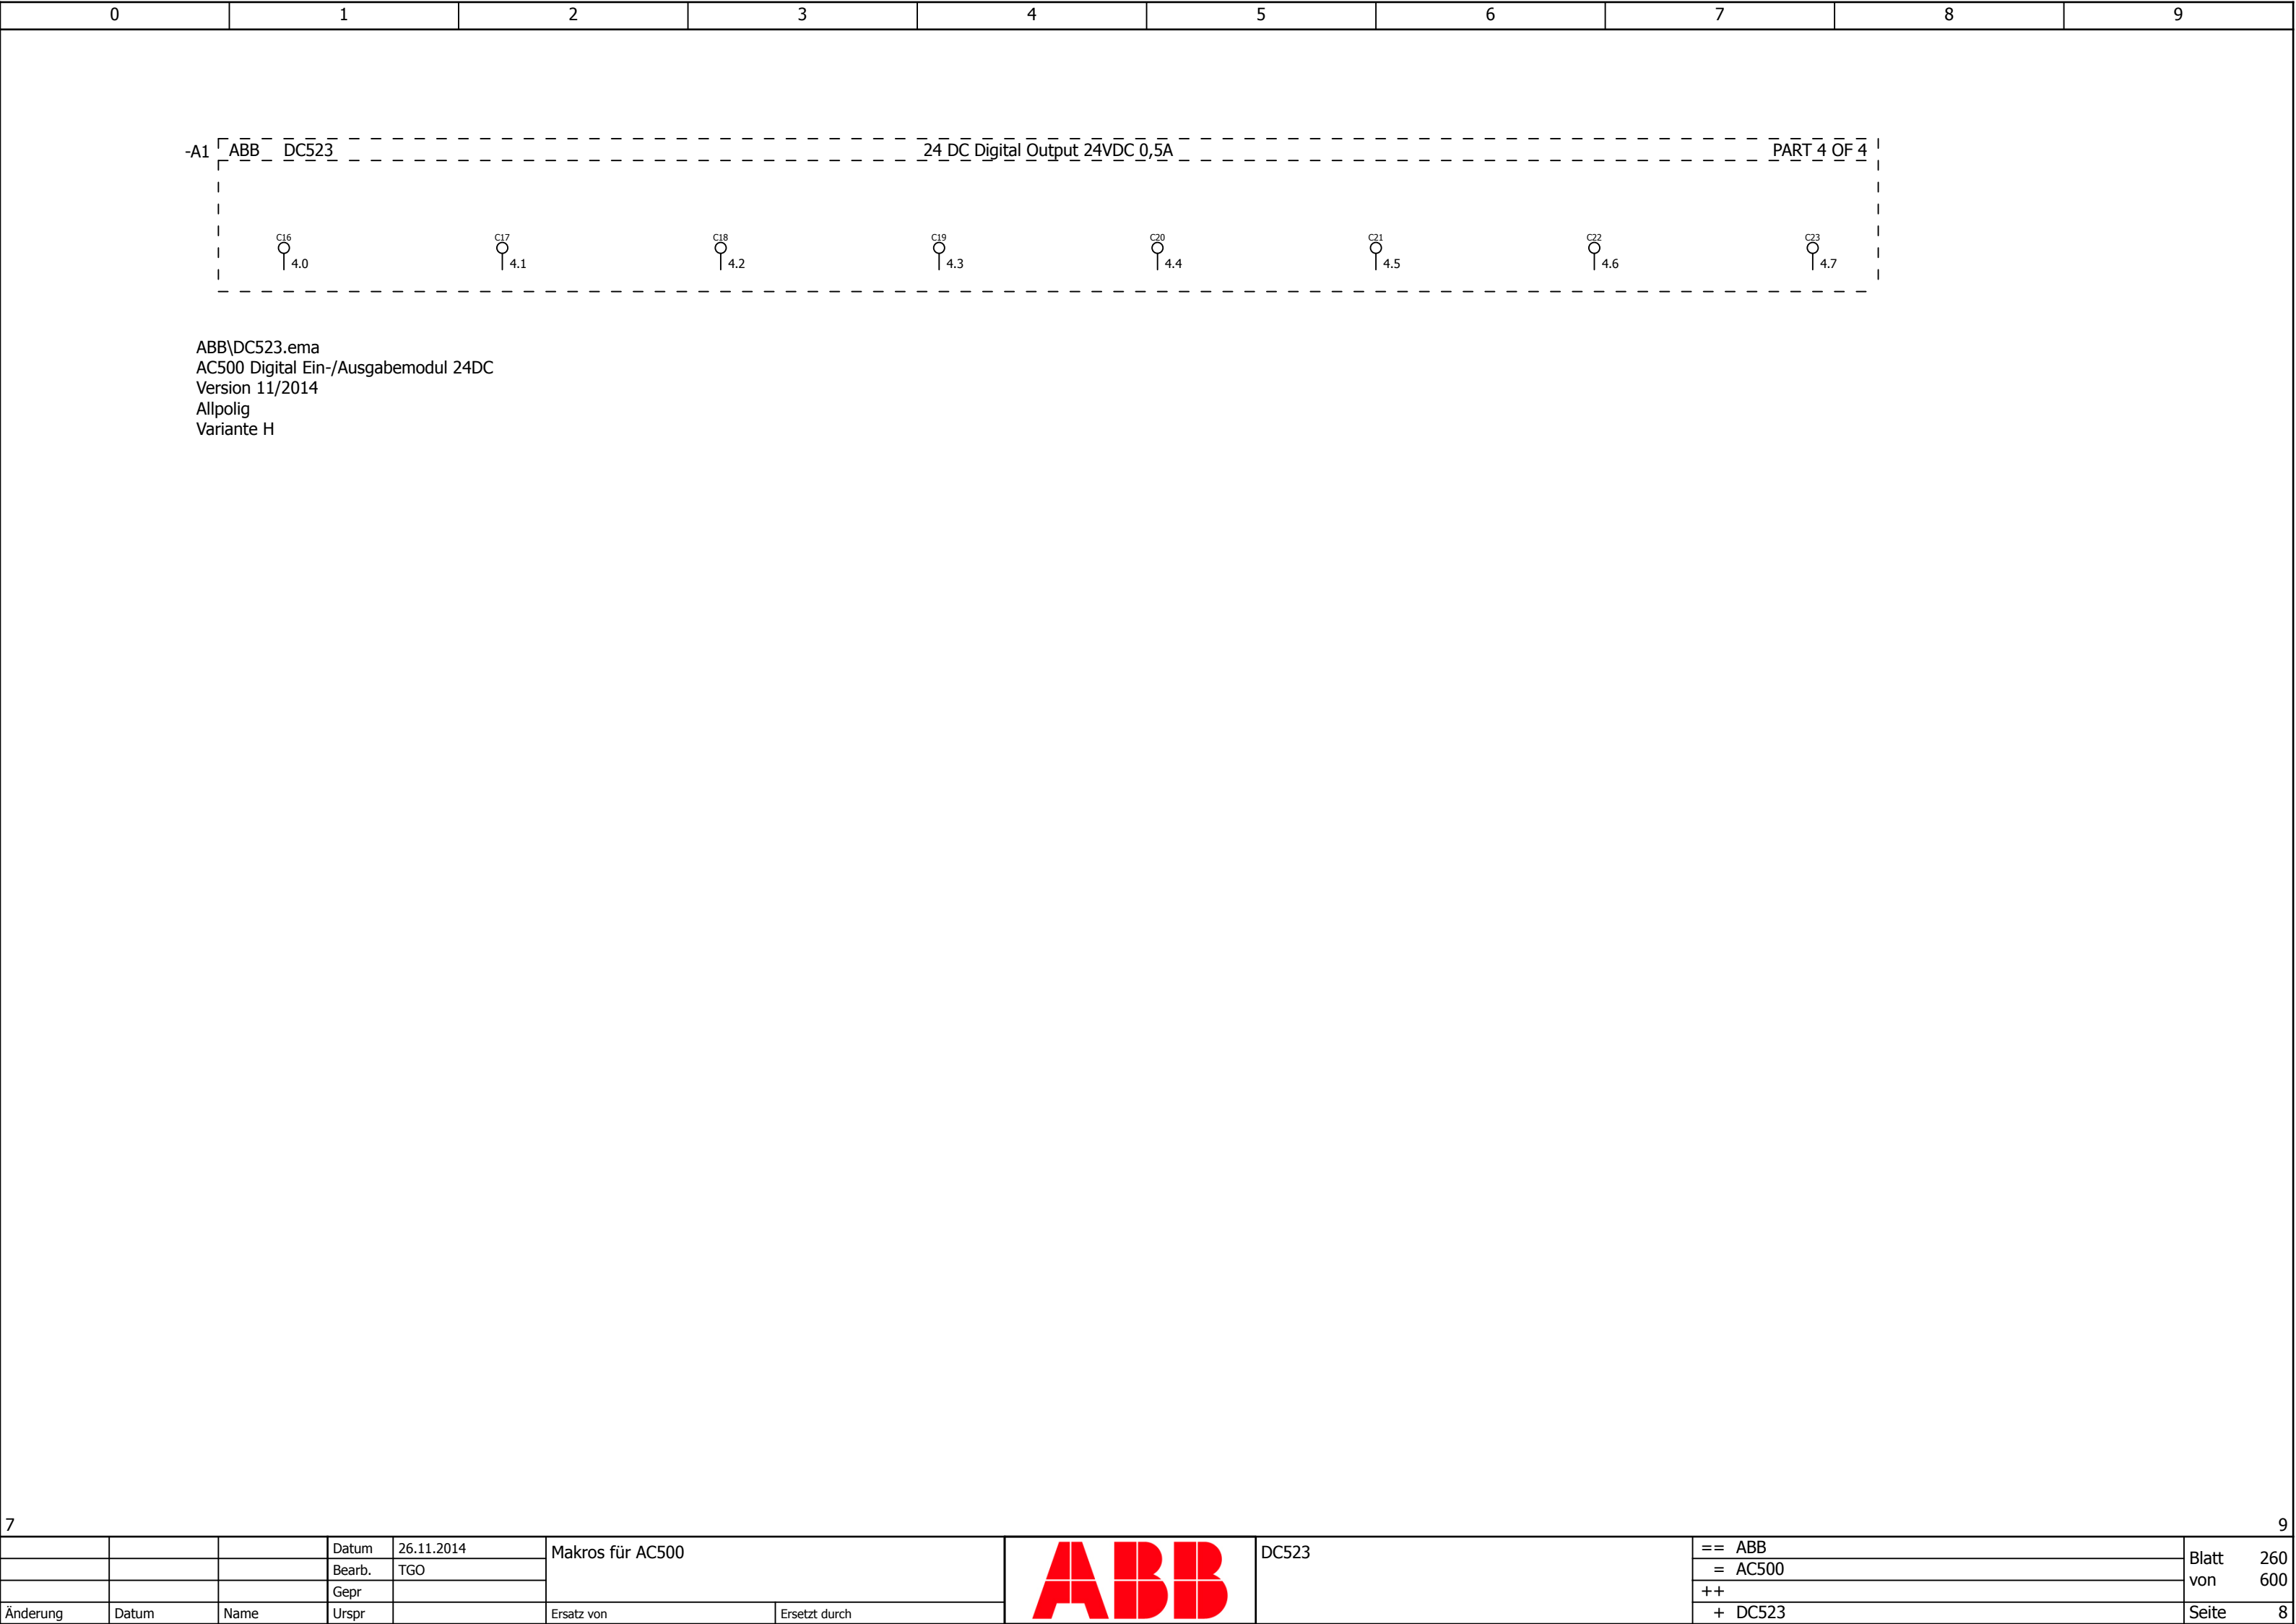 0 1 2 3 4 5 6 7 8 9
-A1 ABB DC523 24 DC Digital Output 24VDC 0,5A PART 4 OF 4
C16 C17 C18 C19 C20 C21 C22 C23
4.0 4.1 4.2 4.3 4.4 4.5 4.6 4.7
ABB\DC523.ema
AC500 Digital Ein-/Ausgabemodul 24DC
Version 11/2014
Allpolig
Variante H
7 9
Datum 26.11.2014
Bearb. TGO
Gepr
Änderung Datum Name Urspr
Makros für AC500
Ersatz von Ersetzt durch
ABB
DC523
== ABB
= AC500
++
+ DC523
Blatt 260
von 600
Seite 8